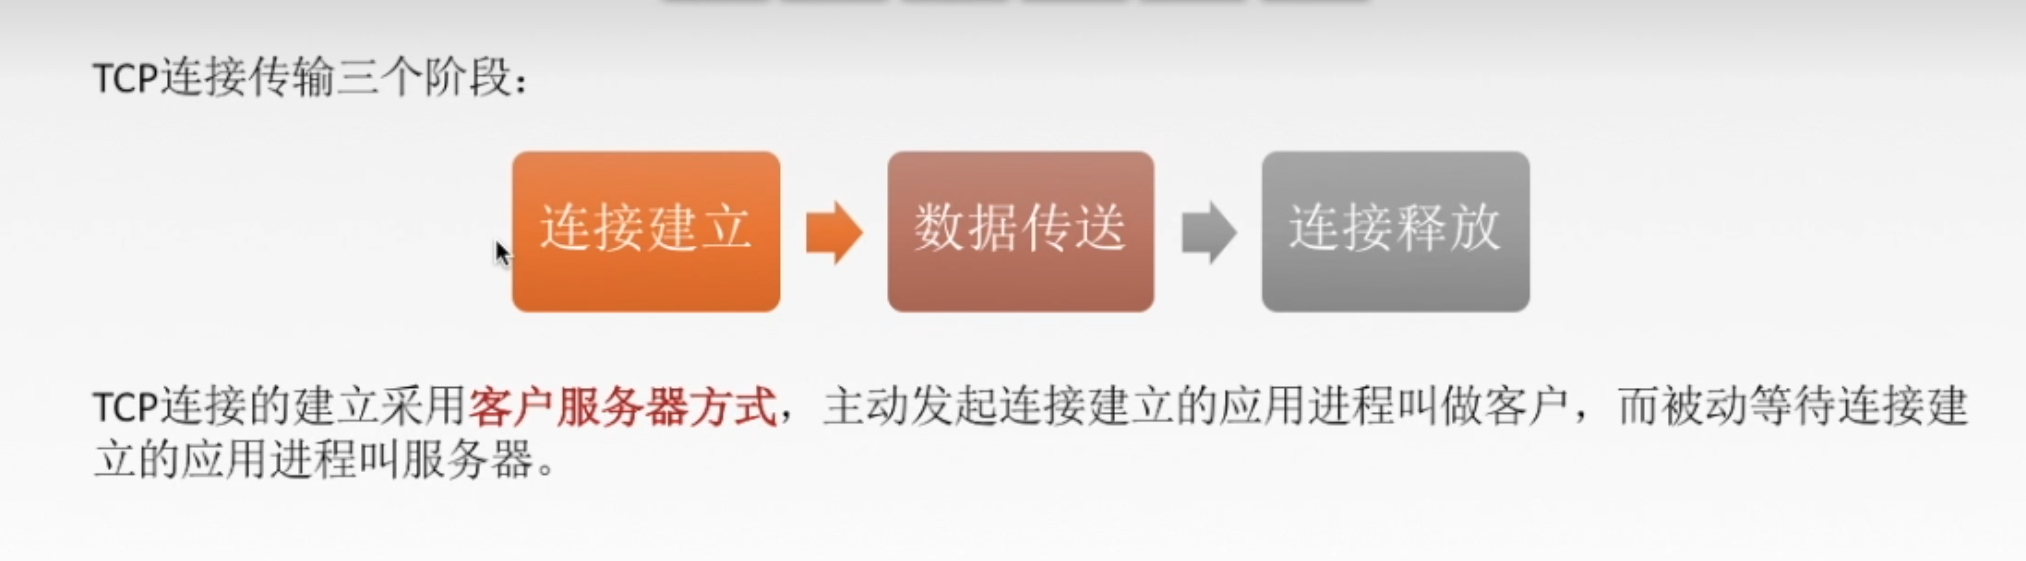 TCP连接传输三个阶段：
连接建立
数据传送
连接释放
TCP连接的建立采用客户服务器方式，主动发起连接建立的应用进程叫做客户，而被动等待连接建
立的应用进程叫服务器。